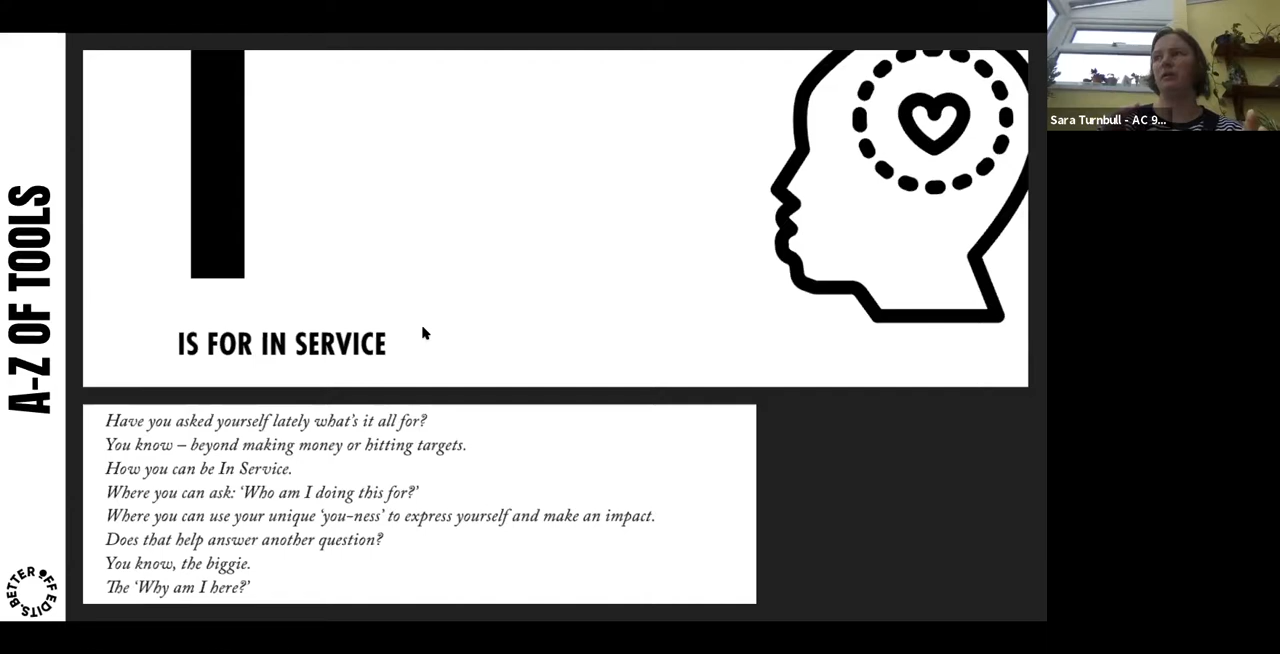 A-Z OF TOOLS
I
IS FOR IN SERVICE
Have you asked yourself lately what's it all for?
You know – beyond making money or hitting targets.
How you can be In Service.
Where you can ask: ‘Who am I doing this for?’
Where you can use your unique ‘you-ness’ to express yourself and make an impact.
Does that help answer another question?
You know, the biggie.
The ‘Why am I here?’
BETTER OFF EDITS.
Sara Turnbull - AC 9...